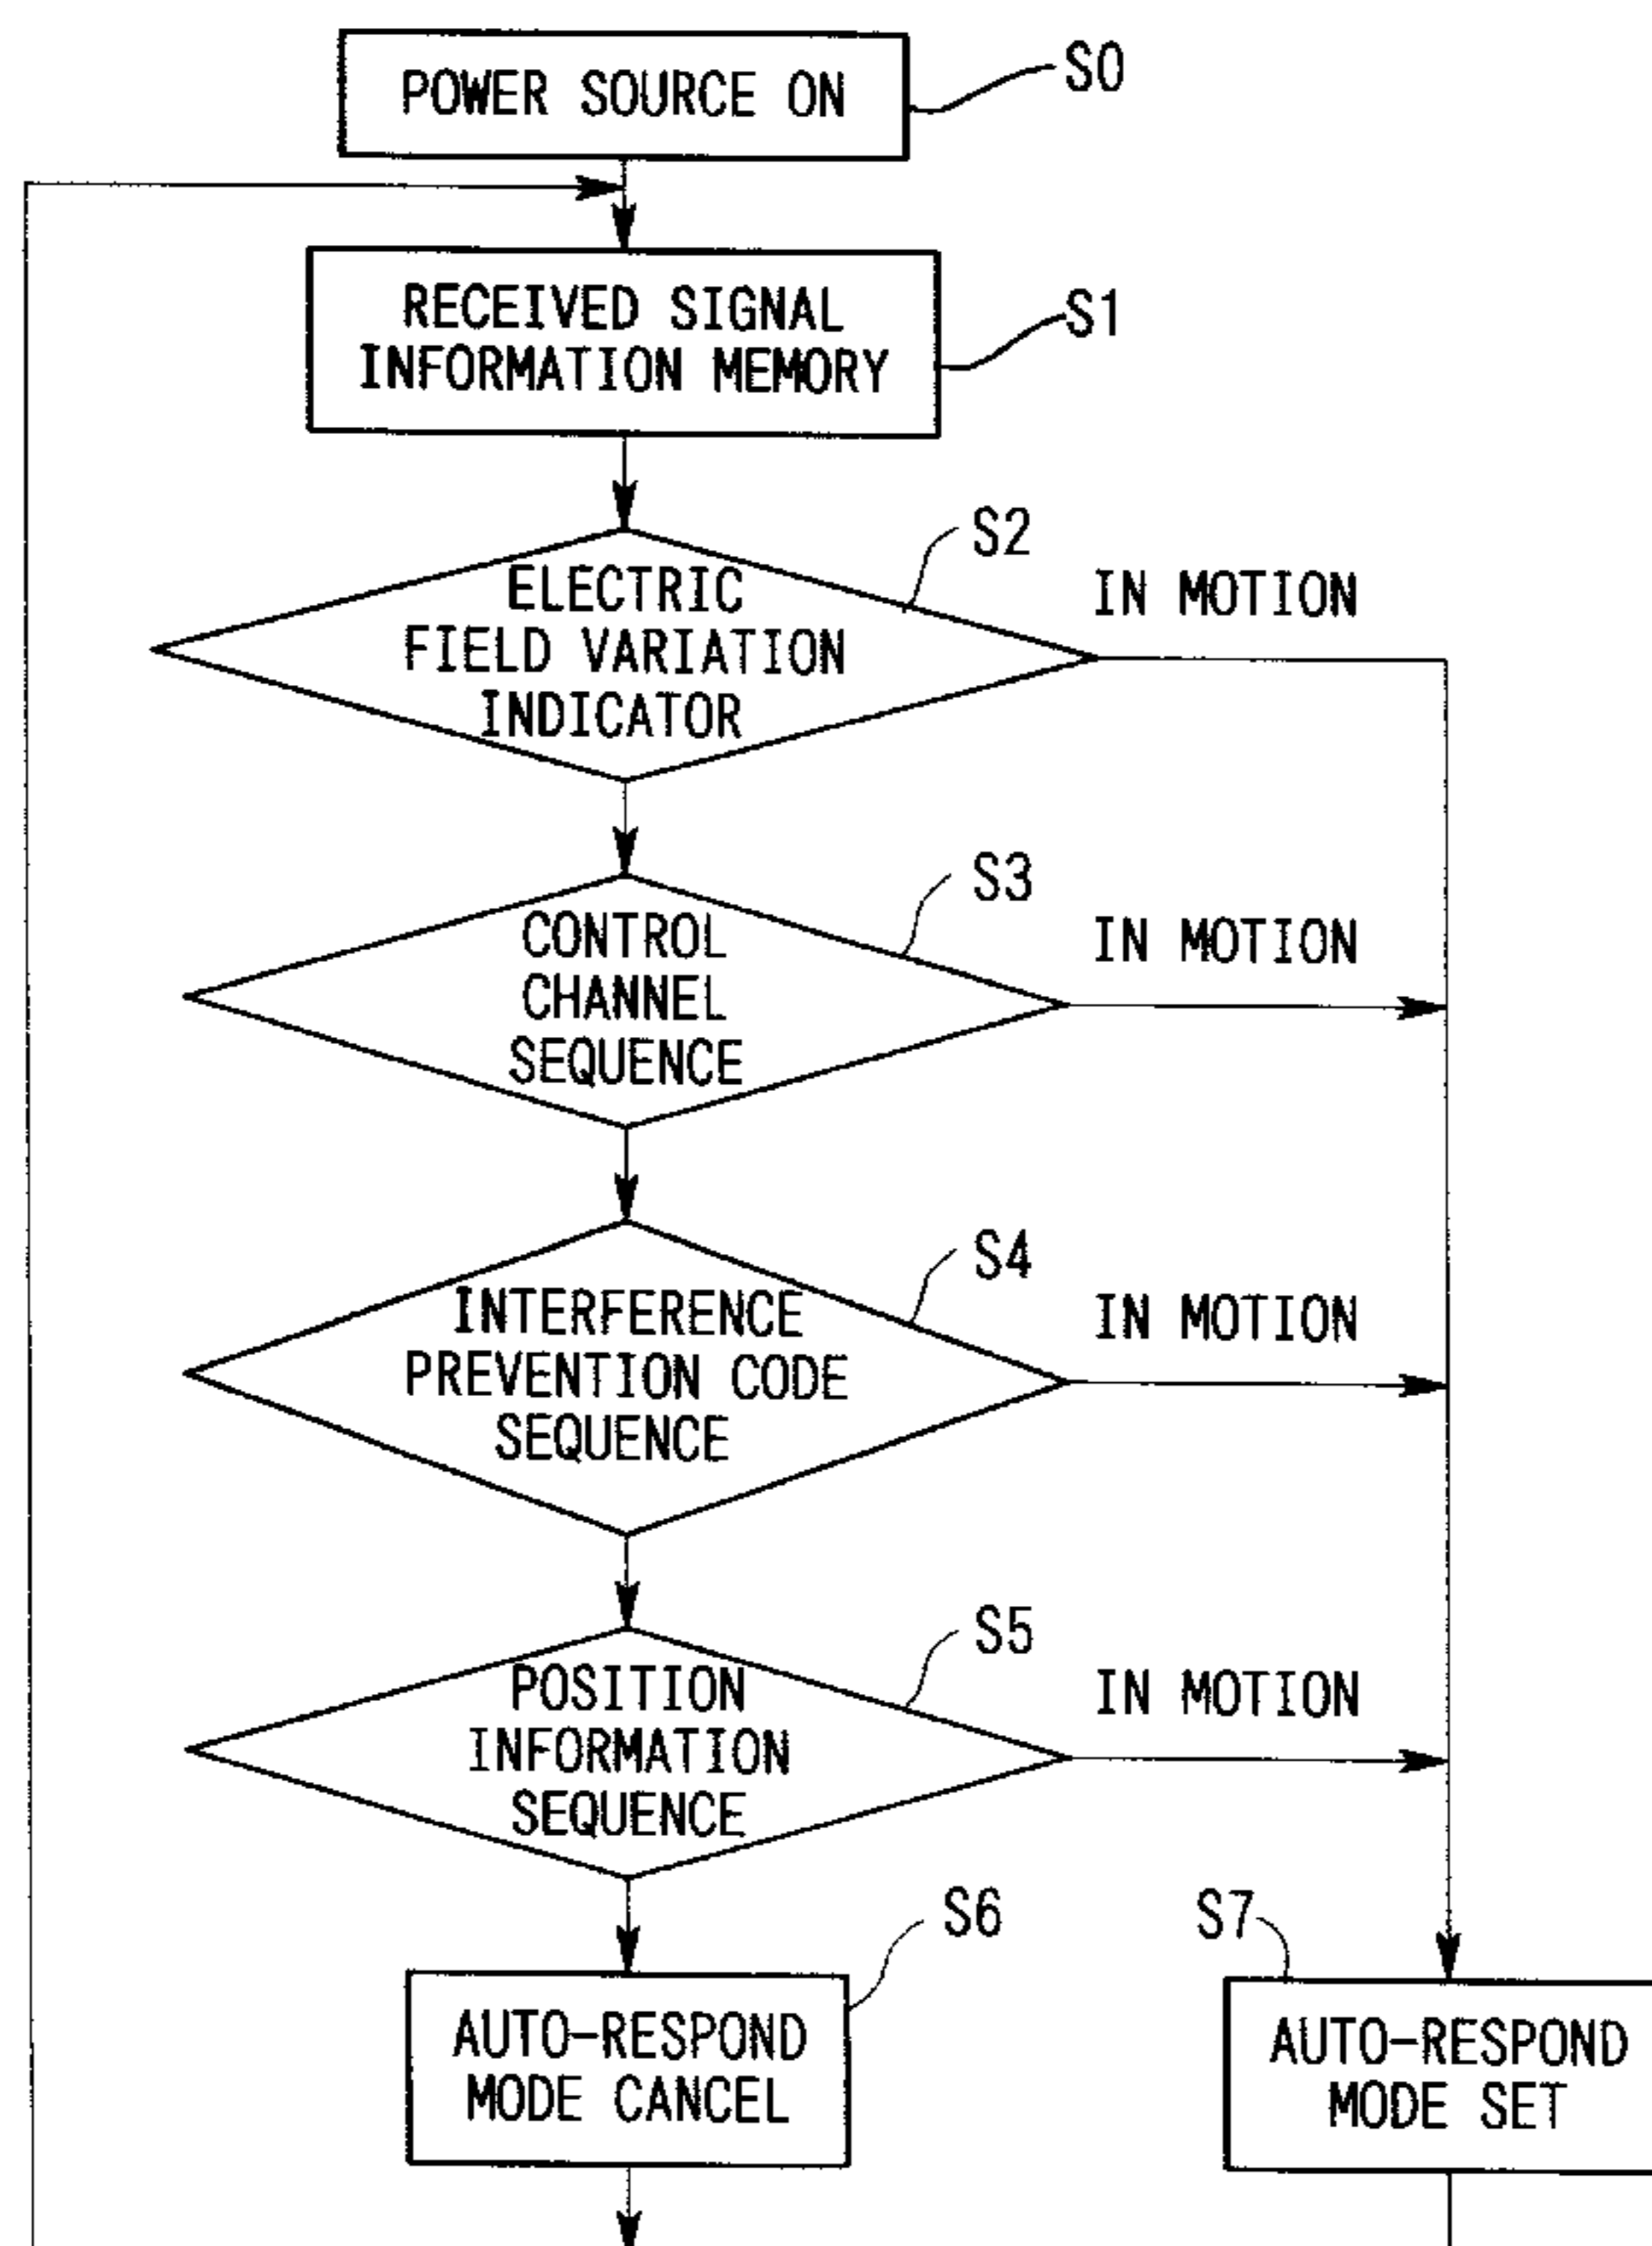 POWER SOURCE ON
S0
RECEIVED SIGNAL
INFORMATION MEMORY
S1
S2
ELECTRIC
FIELD VARIATION
INDICATOR
IN MOTION
S3
CONTROL
CHANNEL
SEQUENCE
IN MOTION
S4
INTERFERENCE
PREVENTION CODE
SEQUENCE
IN MOTION
S5
POSITION
INFORMATION
SEQUENCE
IN MOTION
S6
AUTO-RESPOND
MODE CANCEL
S7
AUTO-RESPOND
MODE SET